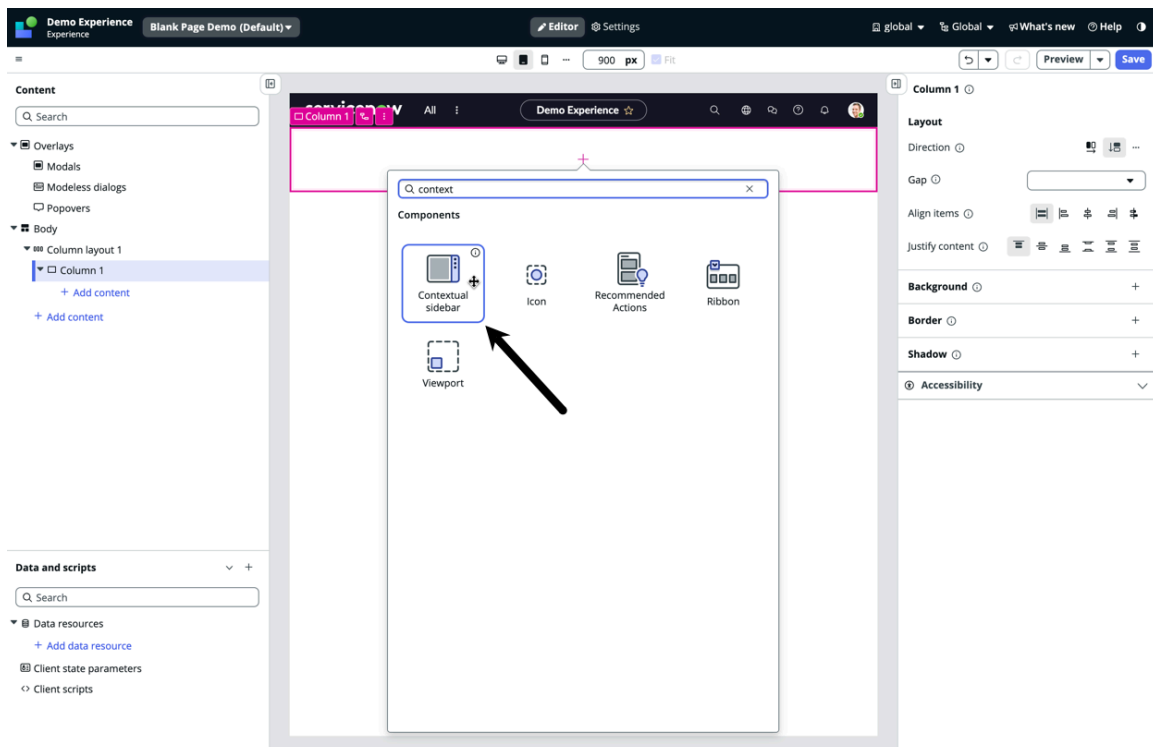 Demo Experience
Experience
Blank Page Demo (Default)
Editor
Settings
global
Global
What's new
Help
900 px
Fit
Preview
Save
Content
Search
Overlays
Modals
Modeless dialogs
Popovers
Body
Column layout 1
Column 1
+ Add content
+ Add content
Data and scripts
Search
Data resources
+ Add data resource
Client state parameters
Client scripts
servicenow
All
Demo Experience
Column 1
context
Components
Contextual
sidebar
Icon
Recommended
Actions
Ribbon
Viewport
Column 1
Layout
Direction
Gap
Align items
Justify content
Background
Border
Shadow
Accessibility